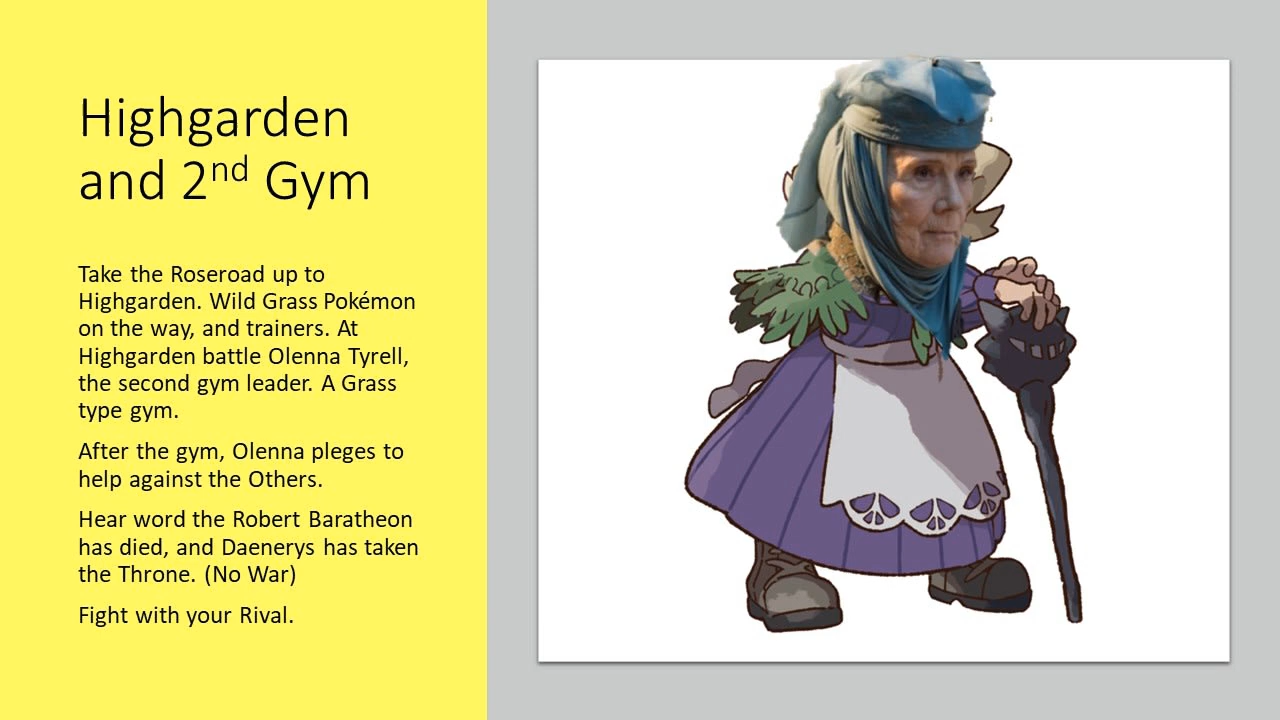 Highgarden
and 2nd Gym
Take the Roseroad up to
Highgarden. Wild Grass Pokémon
on the way, and trainers. At
Highgarden battle Olenna Tyrell,
the second gym leader. A Grass
type gym.
After the gym, Olenna pleges to
help against the Others.
Hear word the Robert Baratheon
has died, and Daenerys has taken
the Throne. (No War)
Fight with your Rival.